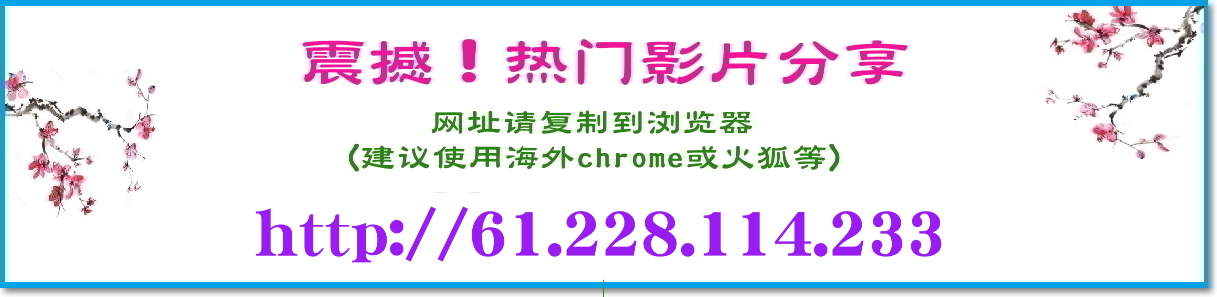 震撼！热门影片分享
网址请复制到浏览器
(建议使用海外chrome或火狐等)
http://61.228.114.233